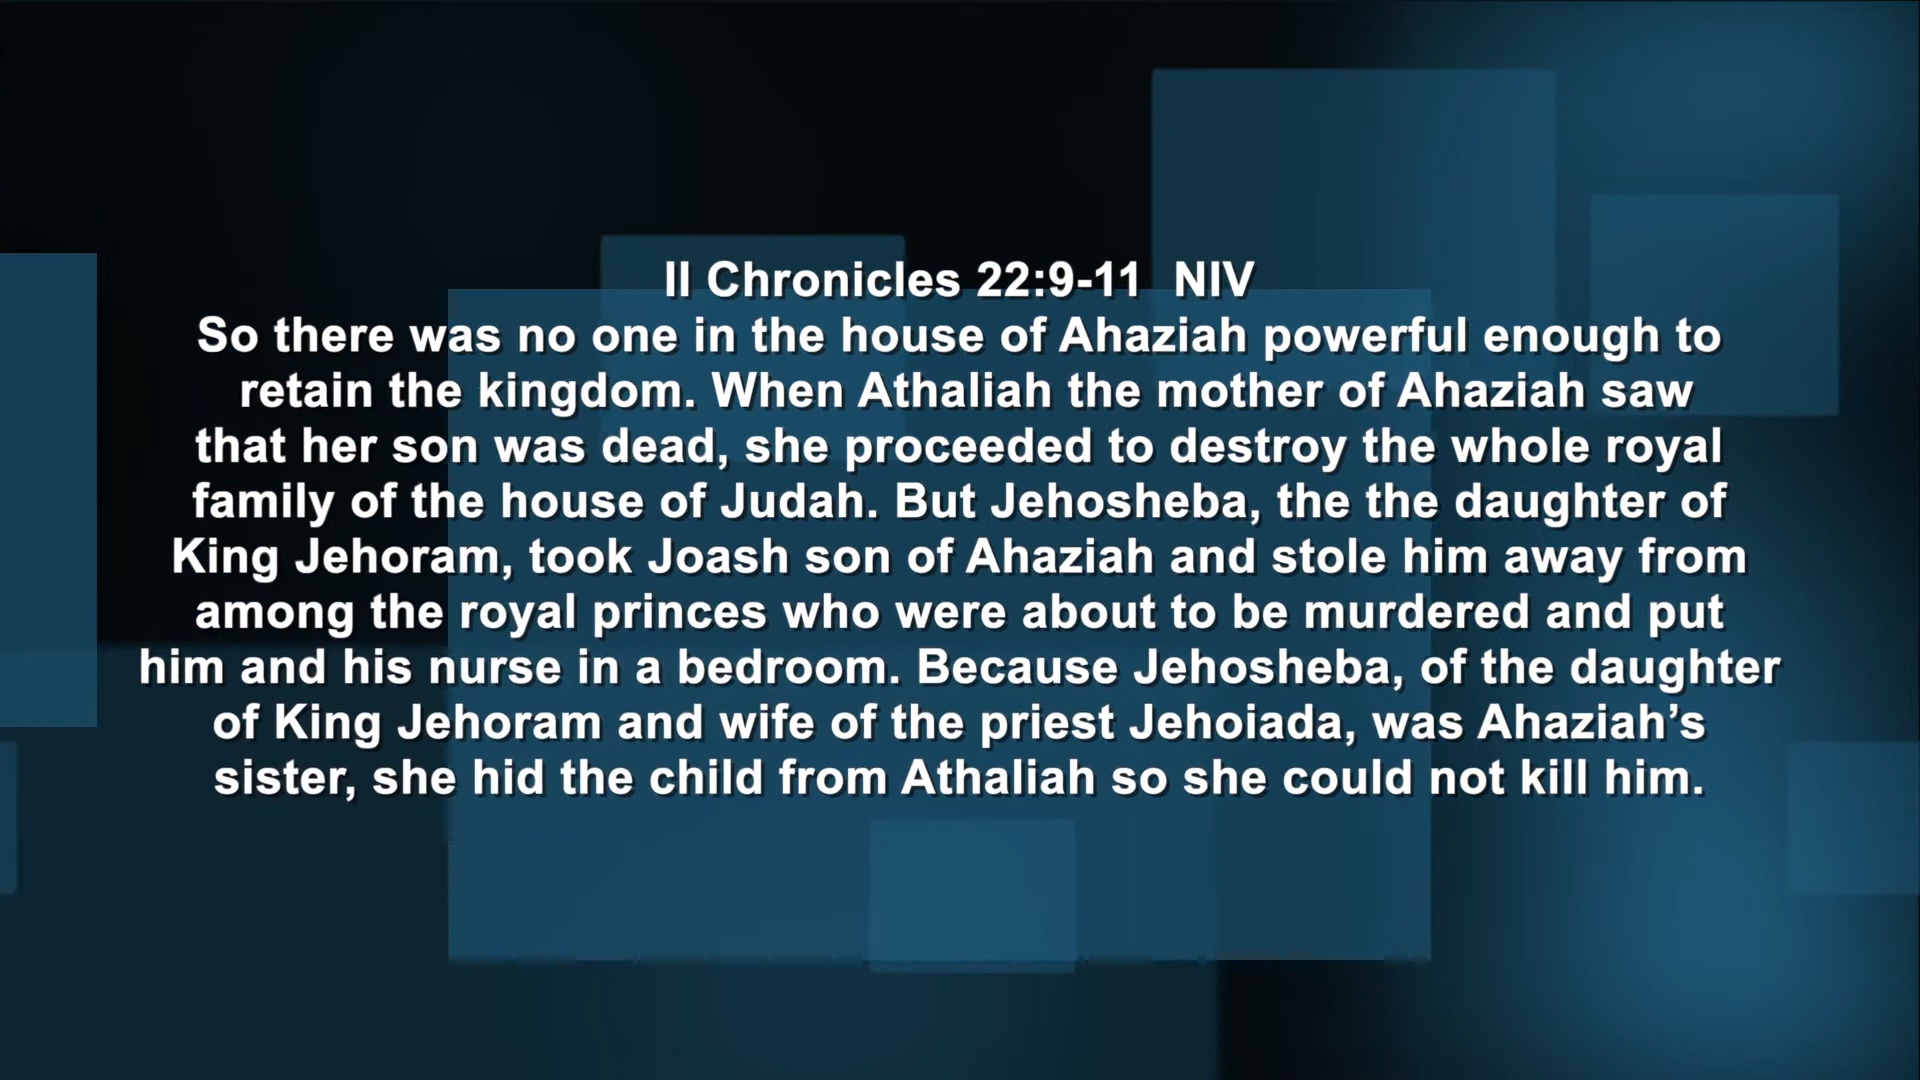 II Chronicles 22:9-11 NIV
So there was no one in the house of Ahaziah powerful enough to
retain the kingdom. When Athaliah the mother of Ahaziah saw
that her son was dead, she proceeded to destroy the whole royal
family of the house of Judah. But Jehosheba, the the daughter of
King Jehoram, took Joash son of Ahaziah and stole him away from
among the royal princes who were about to be murdered and put
him and his nurse in a bedroom. Because Jehosheba, of the daughter
of King Jehoram and wife of the priest Jehoiada, was Ahaziah’s
sister, she hid the child from Athaliah so she could not kill him.